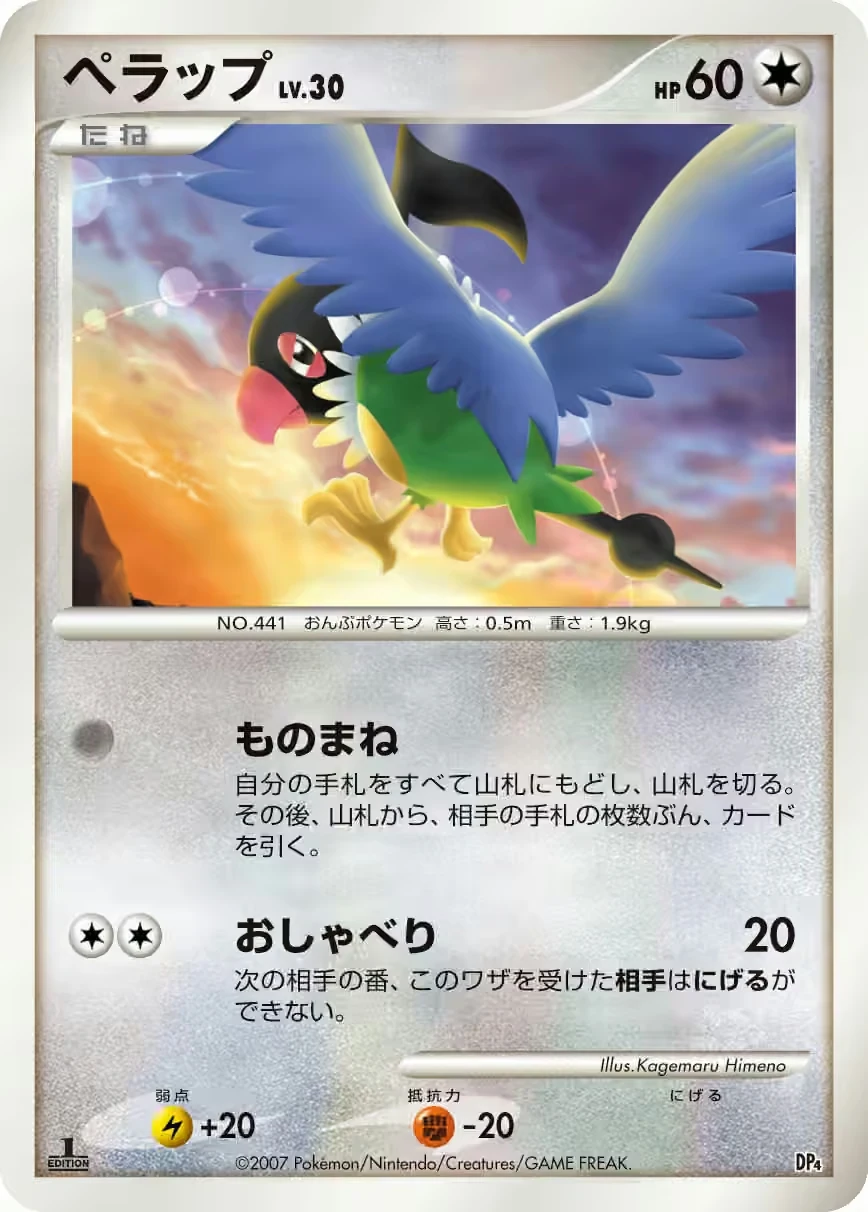 ペラップ LV.30 HP60
たね
NO.441 おんぶポケモン 高さ：0.5m 重さ：1.9kg
ものまね
自分の手札をすべて山札にもどし、山札を切る。
その後、山札から、相手の手札の枚数ぶん、カード
を引く。
おしゃべり 20
次の相手の番、このワザを受けた相手はにげるが
できない。
Illus.Kagemaru Himeno
弱点 抵抗力 にげる
+20 -20
1
EDITION
©2007 Pokémon/Nintendo/Creatures/GAME FREAK.
DP4